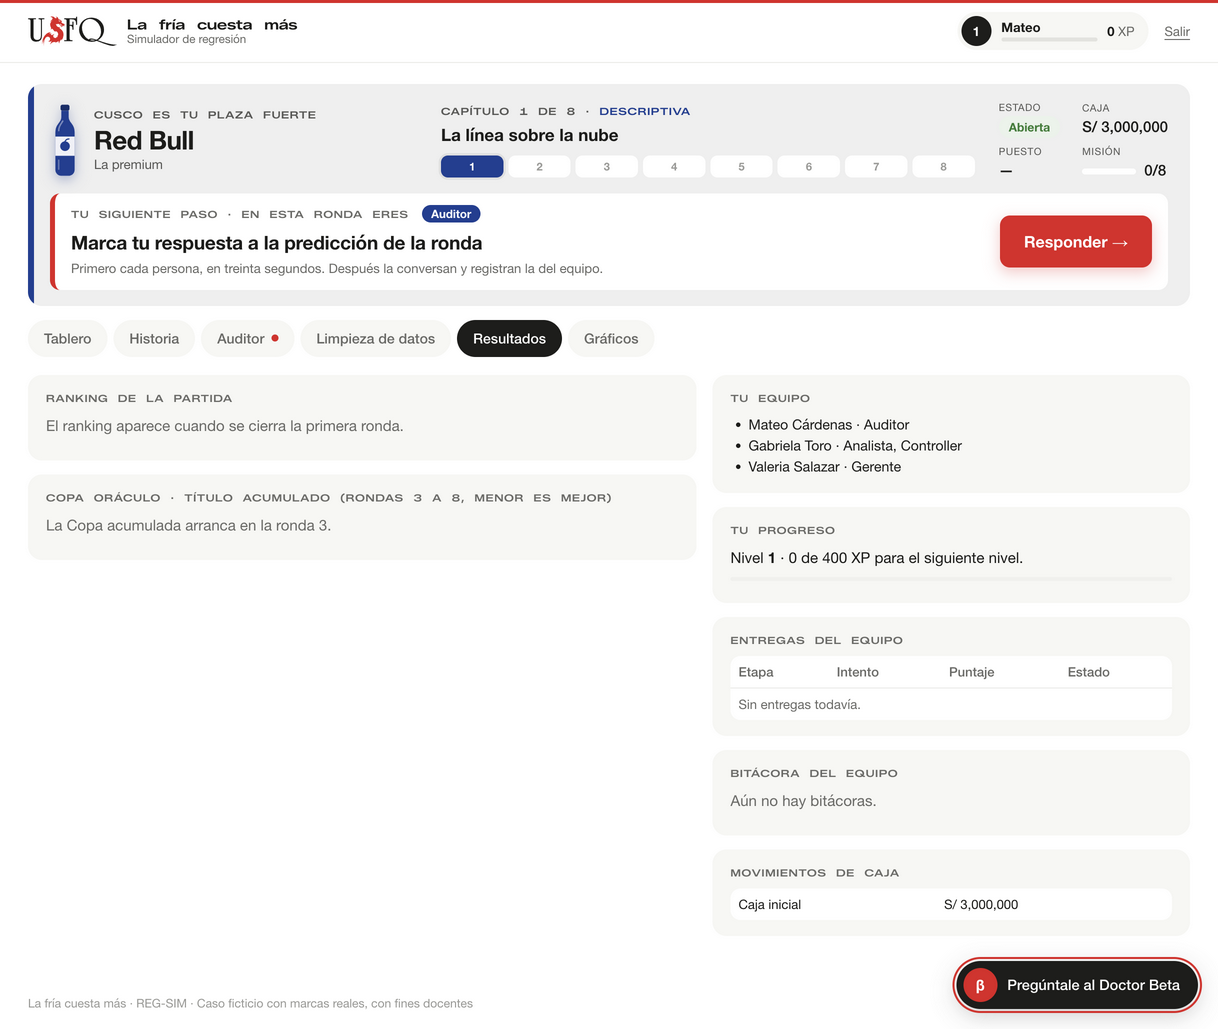 USFQ
La fría cuesta más
Simulador de regresión
1
Mateo
0 XP
Salir
CUSCO ES TU PLAZA FUERTE
Red Bull
La premium
CAPÍTULO 1 DE 8 · DESCRIPTIVA
La línea sobre la nube
1 2 3 4 5 6 7 8
ESTADO
Abierta
CAJA
S/ 3,000,000
PUESTO
—
MISIÓN
0/8
TU SIGUIENTE PASO · EN ESTA RONDA ERES Auditor
Marca tu respuesta a la predicción de la ronda
Primero cada persona, en treinta segundos. Después la conversan y registran la del equipo.
Responder →
Tablero
Historia
Auditor
Limpieza de datos
Resultados
Gráficos
RANKING DE LA PARTIDA
El ranking aparece cuando se cierra la primera ronda.
COPA ORÁCULO · TÍTULO ACUMULADO (RONDAS 3 A 8, MENOR ES MEJOR)
La Copa acumulada arranca en la ronda 3.
TU EQUIPO
• Mateo Cárdenas · Auditor
• Gabriela Toro · Analista, Controller
• Valeria Salazar · Gerente
TU PROGRESO
Nivel 1 · 0 de 400 XP para el siguiente nivel.
ENTREGAS DEL EQUIPO
Etapa Intento Puntaje Estado
Sin entregas todavía.
BITÁCORA DEL EQUIPO
Aún no hay bitácoras.
MOVIMIENTOS DE CAJA
Caja inicial S/ 3,000,000
β Pregúntale al Doctor Beta
La fría cuesta más · REG-SIM · Caso ficticio con marcas reales, con fines docentes